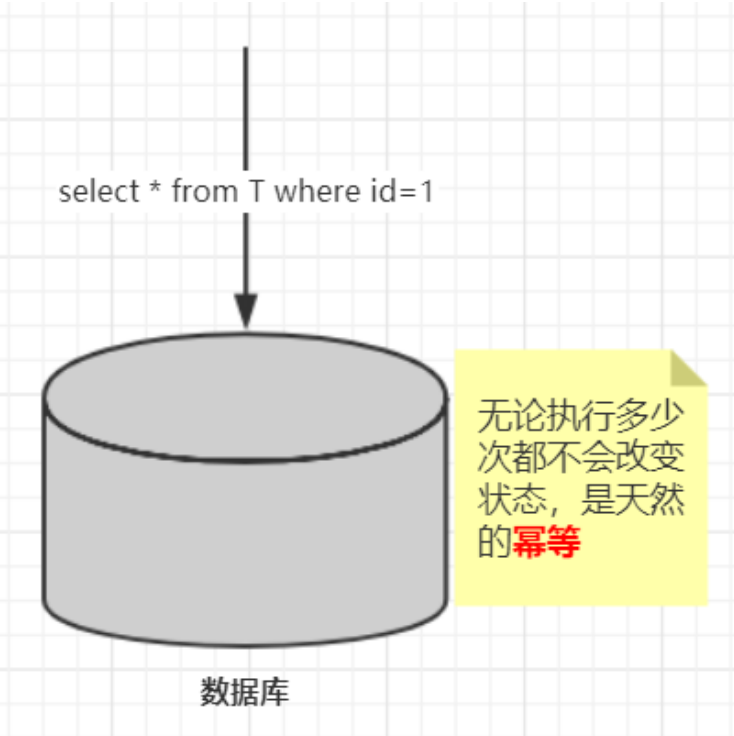 select * from T where id=1
无论执行多少
次都不会改变
状态，是天然
的幂等
数据库